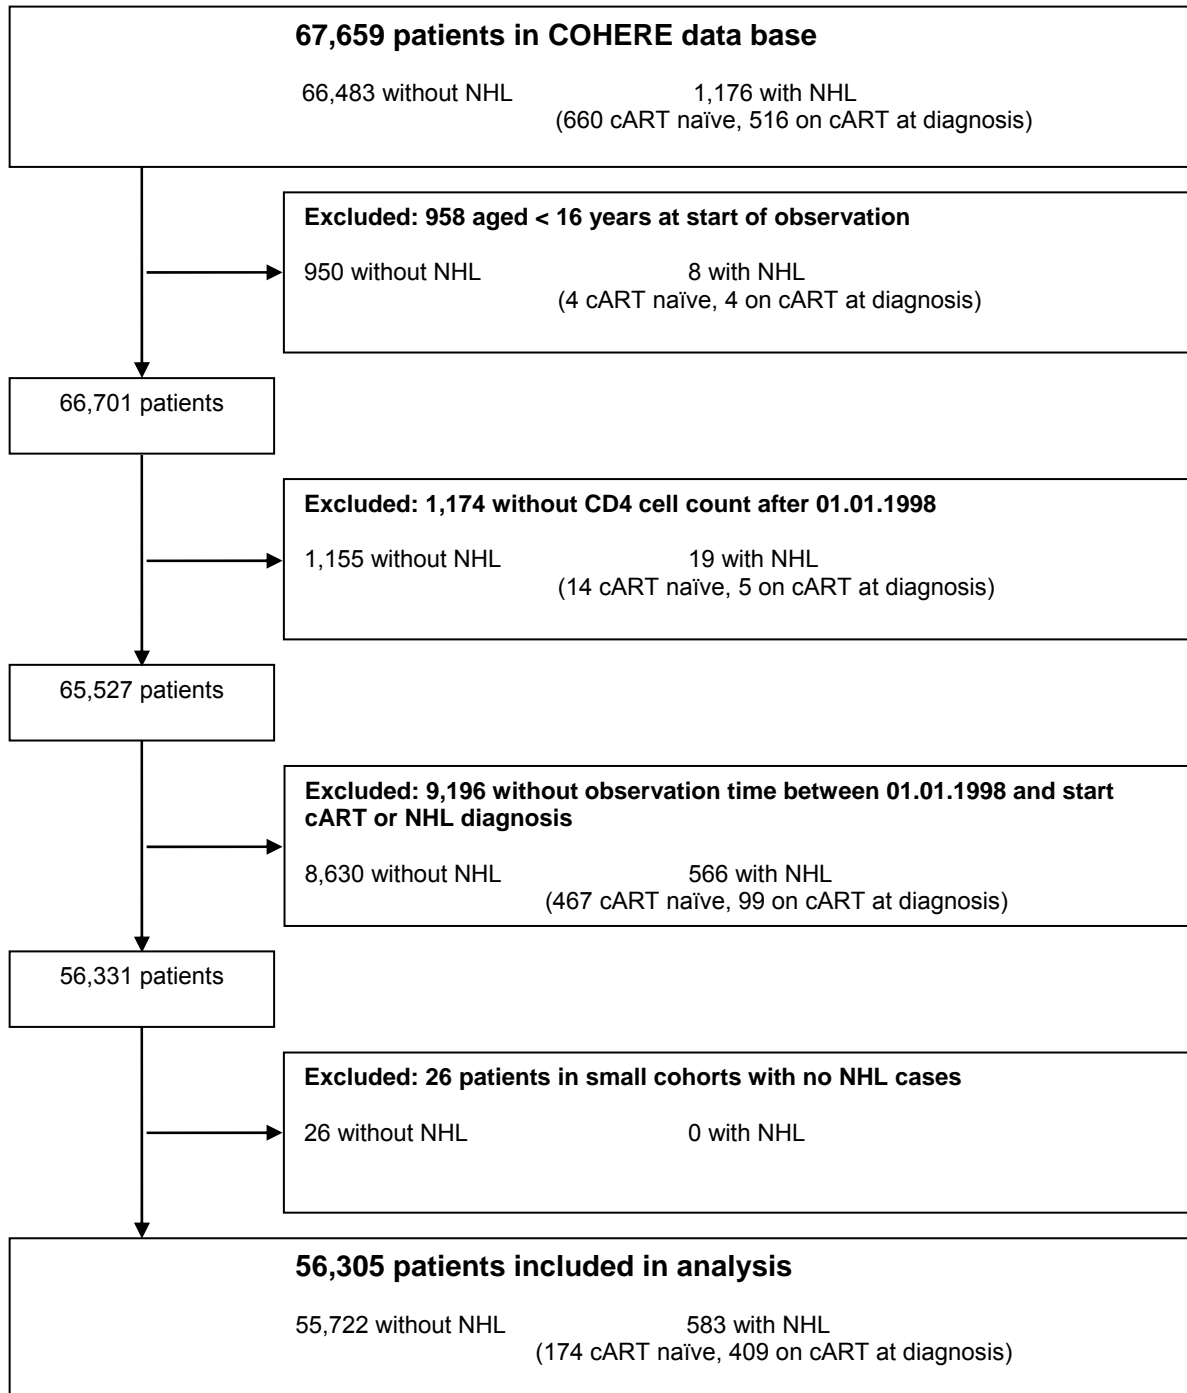 67,659 patients in COHERE data base
66,483 without NHL 1,176 with NHL
(660 cART naïve, 516 on cART at diagnosis)
Excluded: 958 aged < 16 years at start of observation
950 without NHL 8 with NHL
(4 cART naïve, 4 on cART at diagnosis)
66,701 patients
Excluded: 1,174 without CD4 cell count after 01.01.1998
1,155 without NHL 19 with NHL
(14 cART naïve, 5 on cART at diagnosis)
65,527 patients
Excluded: 9,196 without observation time between 01.01.1998 and start
cART or NHL diagnosis
8,630 without NHL 566 with NHL
(467 cART naïve, 99 on cART at diagnosis)
56,331 patients
Excluded: 26 patients in small cohorts with no NHL cases
26 without NHL 0 with NHL
56,305 patients included in analysis
55,722 without NHL 583 with NHL
(174 cART naïve, 409 on cART at diagnosis)